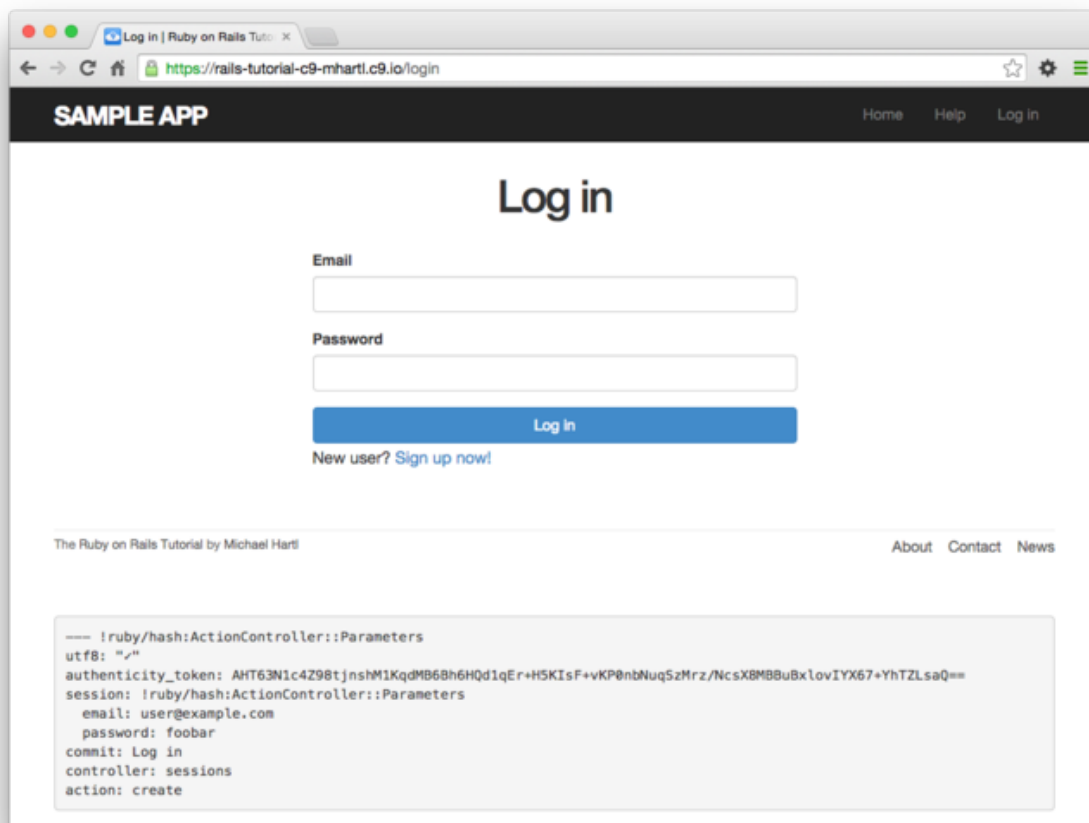 Log in | Ruby on Rails Tuto
https://rails-tutorial-c9-mhartl.c9.io/login
SAMPLE APP Home Help Log in
Log in
Email
Password
Log in
New user? Sign up now!
The Ruby on Rails Tutorial by Michael Hartl About Contact News
--- !ruby/hash:ActionController::Parameters
utf8: "✓"
authenticity_token: AHT63N1c4Z98tjnshM1KqdMB6Bh6HQd1qEr+H5KIsF+vKP0nbNuqSzMrz/NcsX8MBBuBxlovIYX67+YhTZLsaQ==
session: !ruby/hash:ActionController::Parameters
email: user@example.com
password: foobar
commit: Log in
controller: sessions
action: create